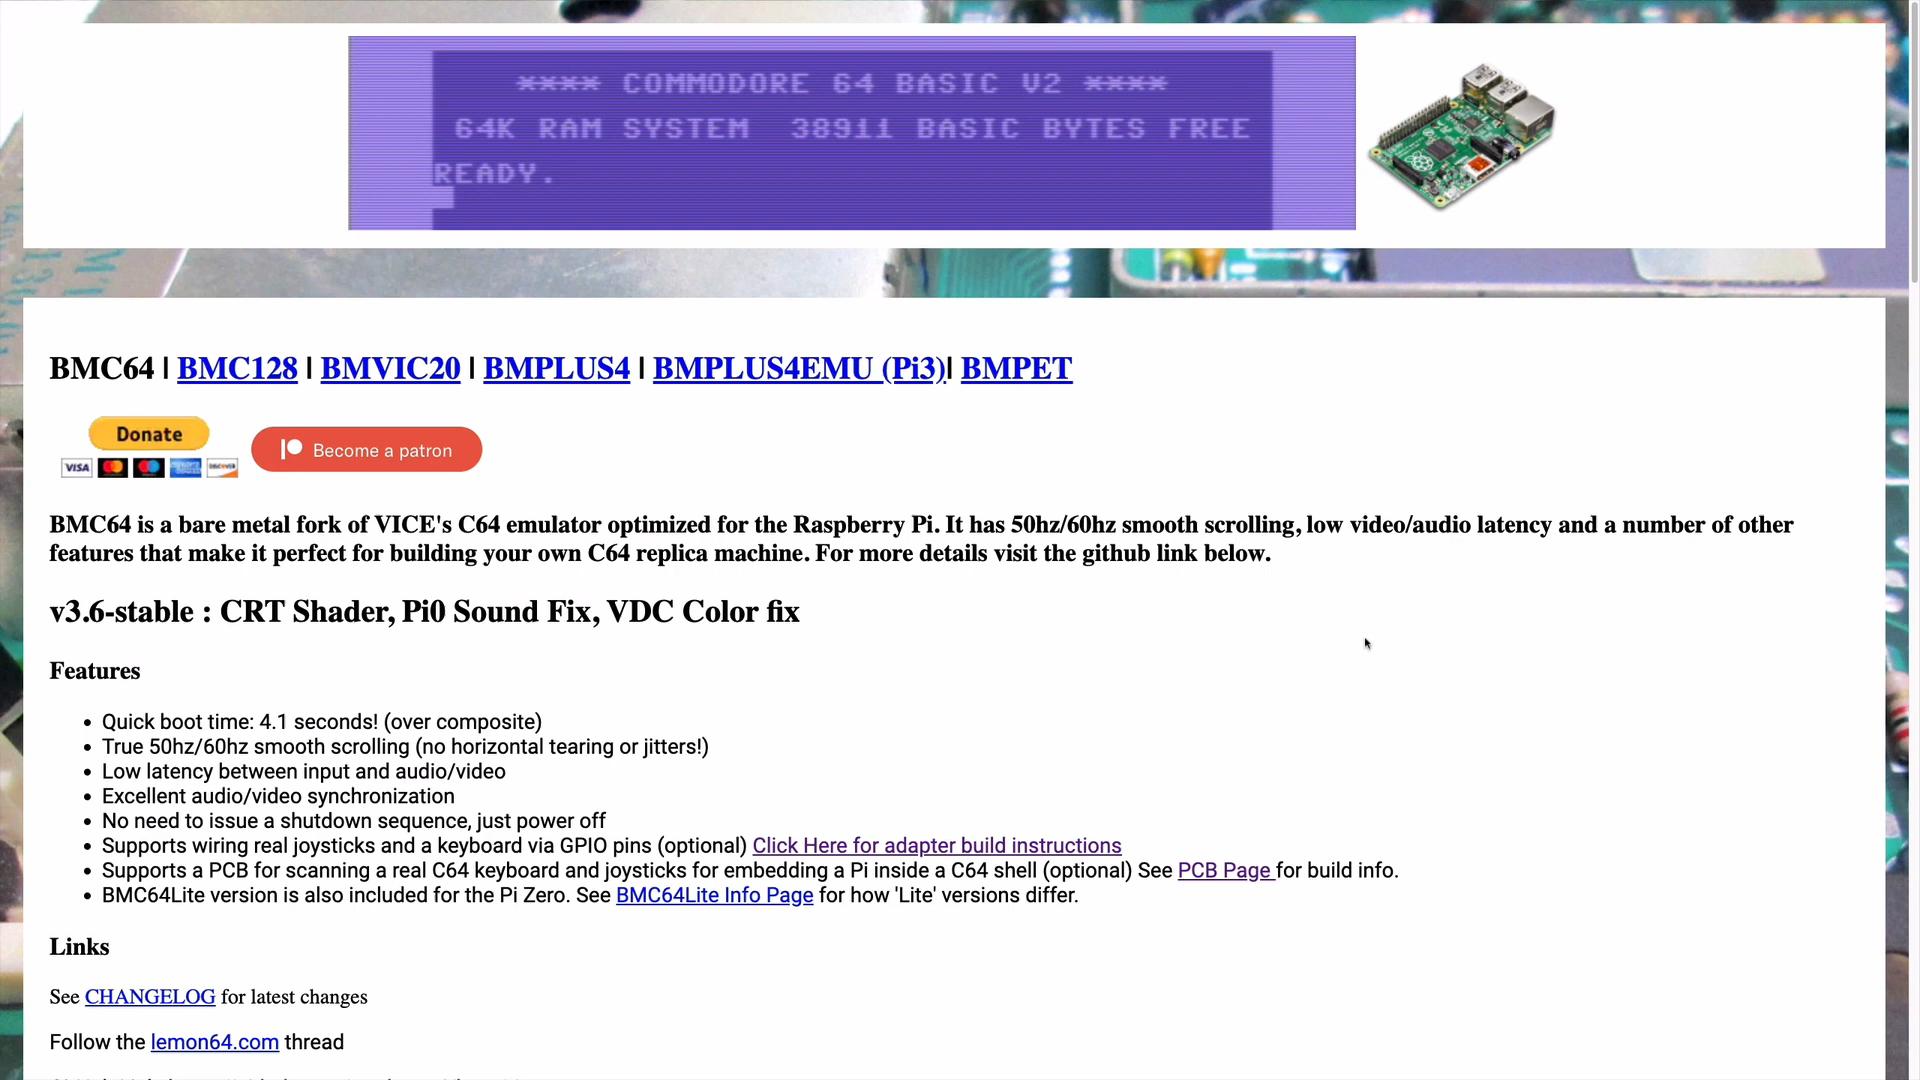 **** COMMODORE 64 BASIC V2 ****
64K RAM SYSTEM 38911 BASIC BYTES FREE
READY.
BMC64 | BMC128 | BMVIC20 | BMPLUS4 | BMPLUS4EMU (Pi3)| BMPET
Donate
VISA
DISCOVER
Become a patron
BMC64 is a bare metal fork of VICE's C64 emulator optimized for the Raspberry Pi. It has 50hz/60hz smooth scrolling, low video/audio latency and a number of other
features that make it perfect for building your own C64 replica machine. For more details visit the github link below.
v3.6-stable : CRT Shader, Pi0 Sound Fix, VDC Color fix
Features
• Quick boot time: 4.1 seconds! (over composite)
• True 50hz/60hz smooth scrolling (no horizontal tearing or jitters!)
• Low latency between input and audio/video
• Excellent audio/video synchronization
• No need to issue a shutdown sequence, just power off
• Supports wiring real joysticks and a keyboard via GPIO pins (optional) Click Here for adapter build instructions
• Supports a PCB for scanning a real C64 keyboard and joysticks for embedding a Pi inside a C64 shell (optional) See PCB Page for build info.
• BMC64Lite version is also included for the Pi Zero. See BMC64Lite Info Page for how 'Lite' versions differ.
Links
See CHANGELOG for latest changes
Follow the lemon64.com thread